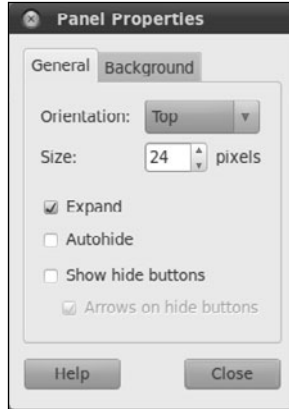 Panel Properties
General Background
Orientation: Top
Size: 24 pixels
Expand
Autohide
Show hide buttons
Arrows on hide buttons
Help Close